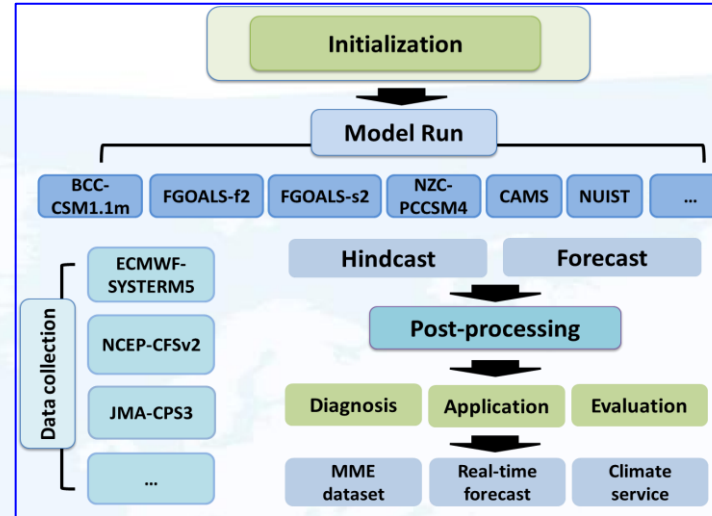 Initialization
Model Run
BCC-
CSM1.1m
FGOALS-f2
FGOALS-s2
NZC-
PCCSM4
CAMS
NUIST
...
Data collection
ECMWF-
SYSTERM5
NCEP-CFSv2
JMA-CPS3
...
Hindcast
Forecast
Post-processing
Diagnosis
Application
Evaluation
MME
dataset
Real-time
forecast
Climate
service